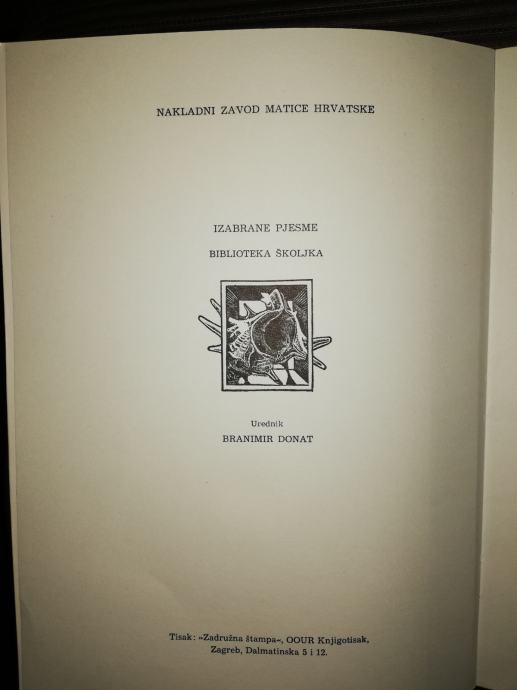 NAKLADNI ZAVOD MATICE HRVATSKE
IZABRANE PJESME
BIBLIOTEKA ŠKOLJKA
Urednik
BRANIMIR DONAT
Tisak: »Zadružna štampa«, OOUR Knjigotisak,
Zagreb, Dalmatinska 5 i 12.